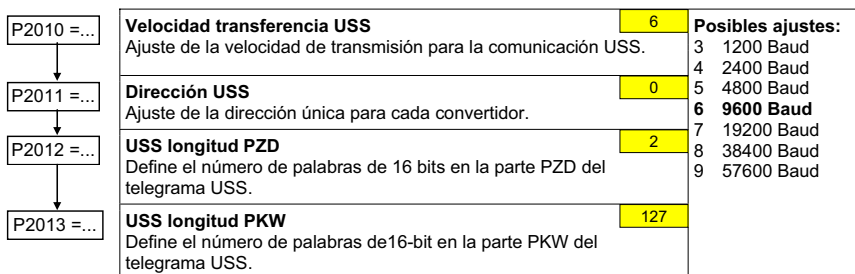 P2010 =...
Velocidad transferencia USS 6
Ajuste de la velocidad de transmisión para la comunicación USS.
P2011 =...
Dirección USS 0
Ajuste de la dirección única para cada convertidor.
P2012 =...
USS longitud PZD 2
Define el número de palabras de 16 bits en la parte PZD del
telegrama USS.
P2013 =...
USS longitud PKW 127
Define el número de palabras de16-bit en la parte PKW del
telegrama USS.
Posibles ajustes:
3 1200 Baud
4 2400 Baud
5 4800 Baud
6 9600 Baud
7 19200 Baud
8 38400 Baud
9 57600 Baud